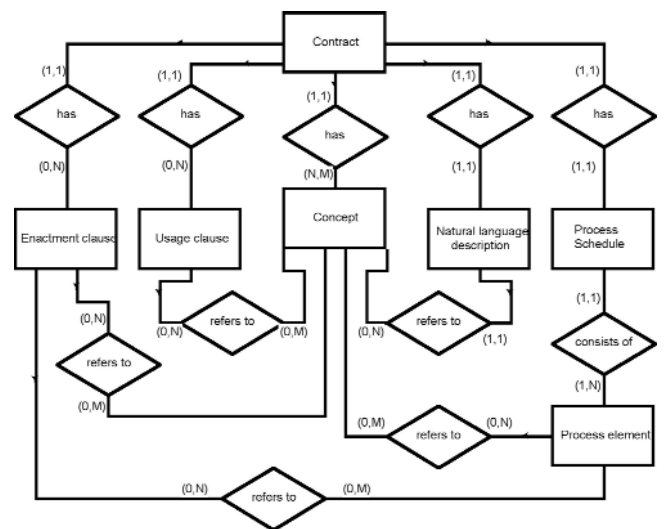 Contract
(1,1)
(1,1)
(1,1)
(1,1)
(1,1)
has
has
has
has
has
(0,N)
(0,N)
(N,M)
(1,1)
(1,1)
Enactment clause
Usage clause
Concept
Natural language
description
Process
Schedule
(0,N)
(0,N)
refers to
(0,M)
(0,N)
refers to
(1,1)
(1,1)
consists of
refers to
(0,M)
(1,N)
(0,M)
refers to
(0,N)
Process element
(0,N)
refers to
(0,M)